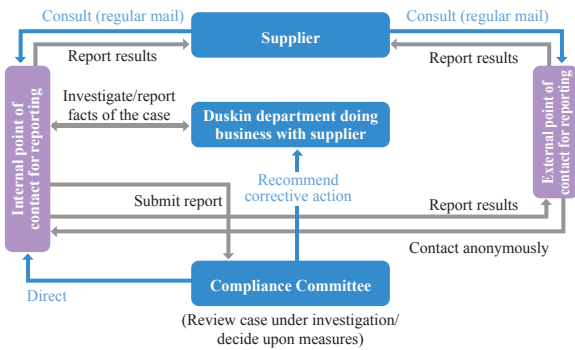 Consult (regular mail)
Consult (regular mail)
Supplier
Report results
Report results
Internal point of
contact for reporting
External point of
contact for reporting
Investigate/report
facts of the case
Duskin department doing
business with supplier
Recommend
corrective action
Submit report
Report results
Contact anonymously
Direct
Compliance Committee
(Review case under investigation/
decide upon measures)